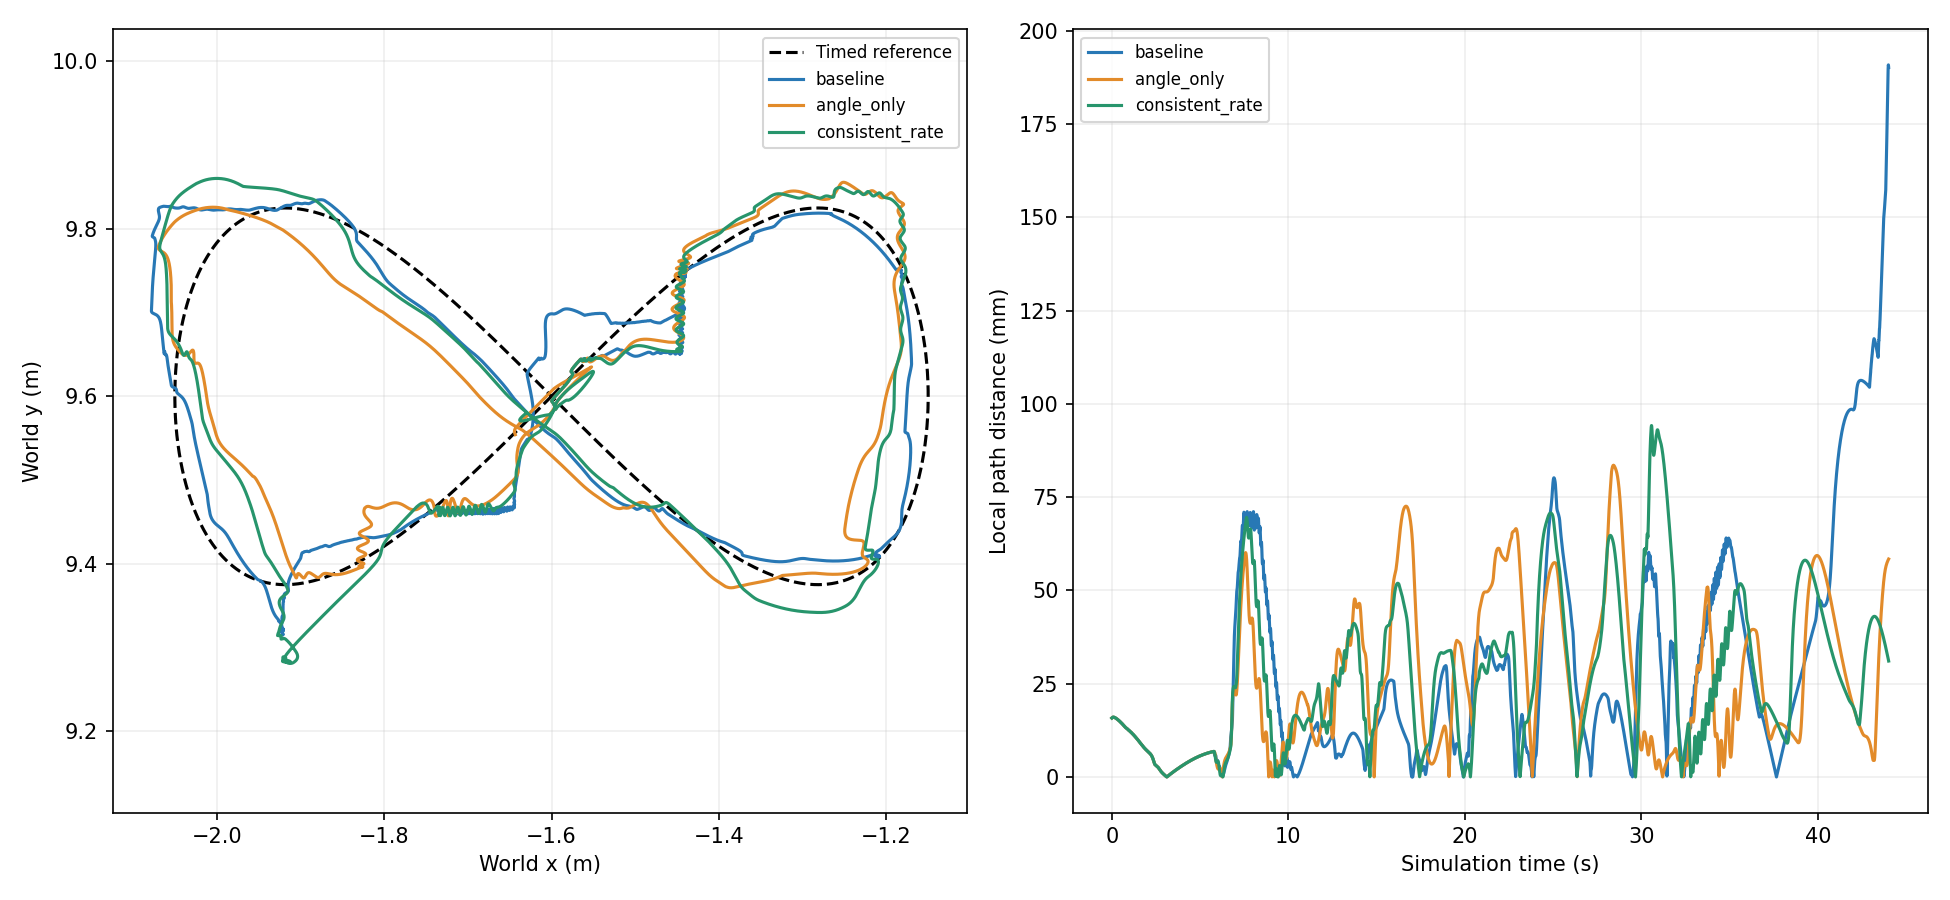 10.0
9.8
9.6
9.4
9.2
World y (m)
−2.0
−1.8
−1.6
−1.4
−1.2
World x (m)
Timed reference
baseline
angle_only
consistent_rate
200
175
150
125
100
75
50
25
0
Local path distance (mm)
0
10
20
30
40
Simulation time (s)
baseline
angle_only
consistent_rate